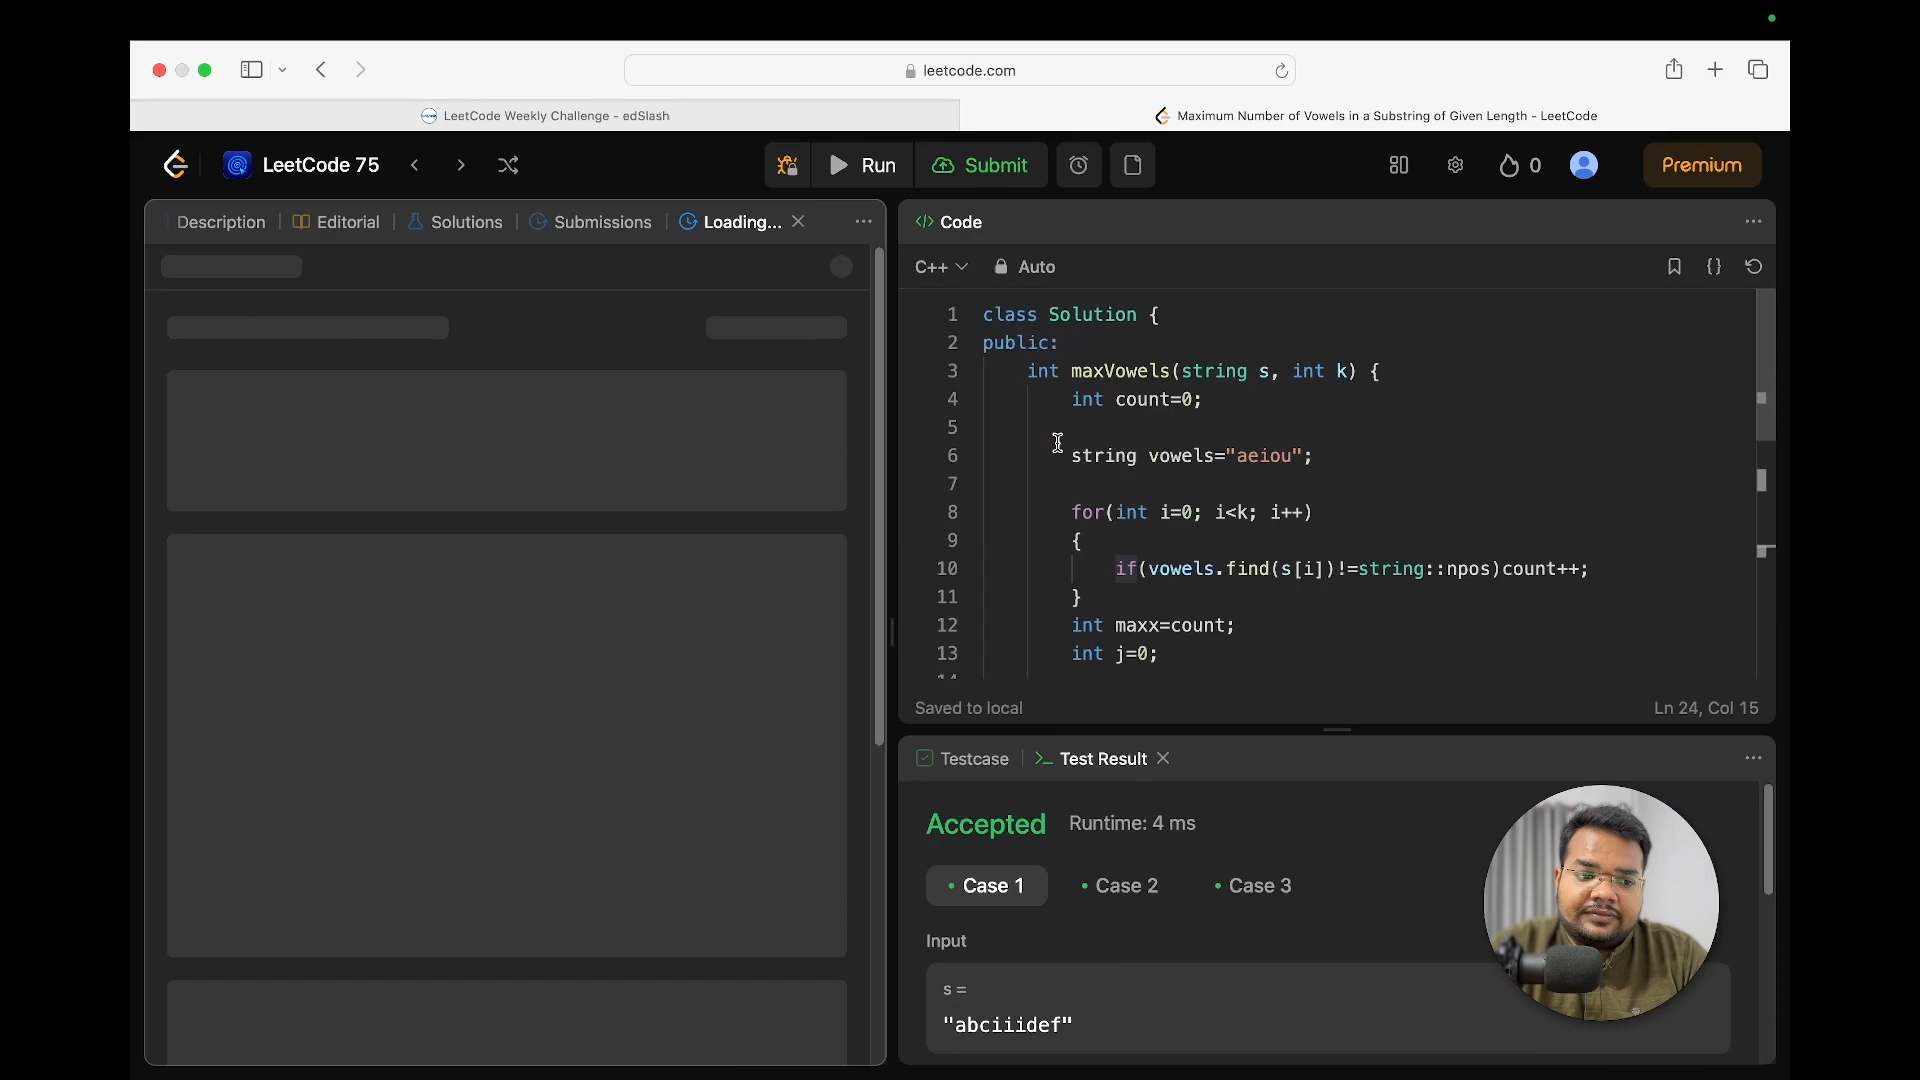 leetcode.com
LeetCode Weekly Challenge - edSlash
Maximum Number of Vowels in a Substring of Given Length - LeetCode
LeetCode 75
Run
Submit
0
Premium
Description
Editorial
Solutions
Submissions
Loading...
</> Code
C++
Auto
{}
1 class Solution {
2 public:
3 int maxVowels(string s, int k) {
4 int count=0;
5
6 string vowels="aeiou";
7
8 for(int i=0; i<k; i++)
9 {
10 if(vowels.find(s[i])!=string::npos)count++;
11 }
12 int maxx=count;
13 int j=0;
14
Saved to local
Ln 24, Col 15
Testcase
>_ Test Result
Accepted
Runtime: 4 ms
Case 1
Case 2
Case 3
Input
s =
"abciiidef"